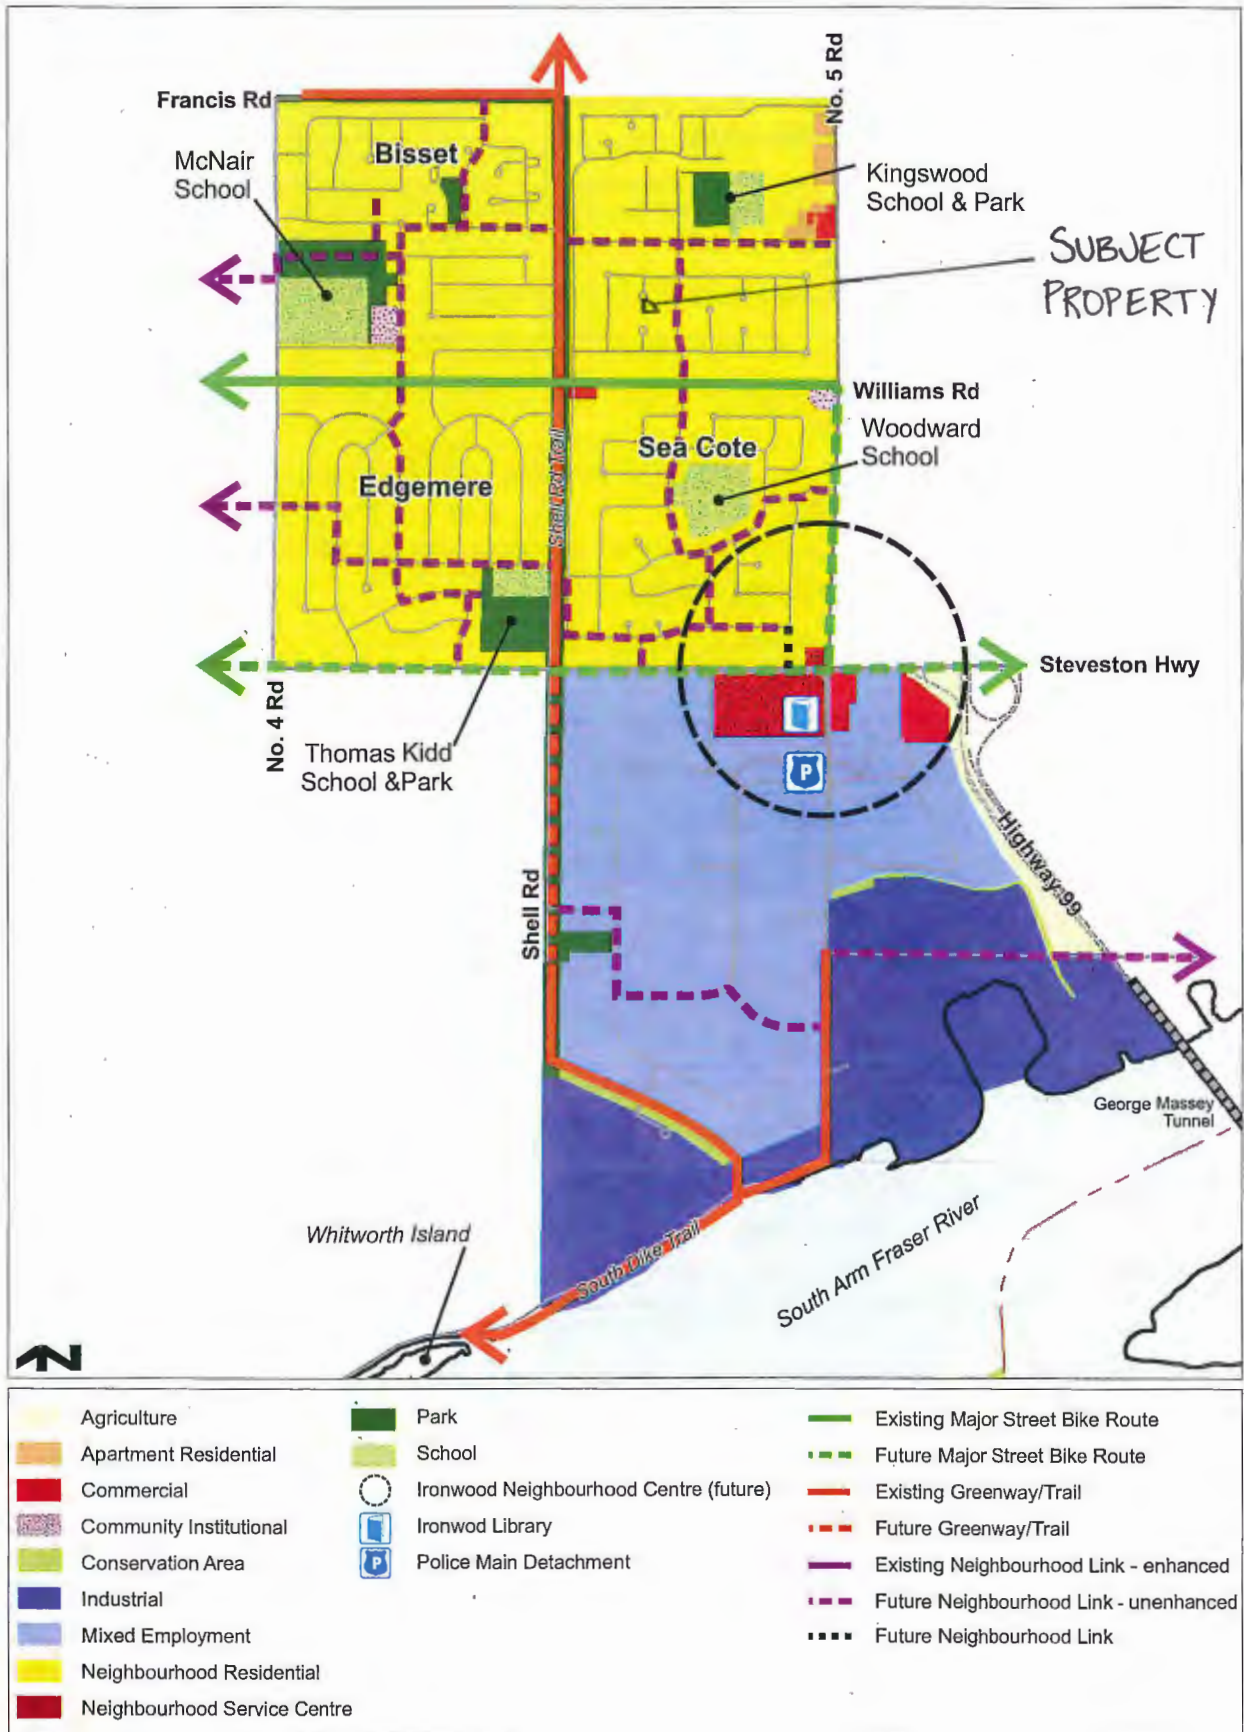 No. 5 Rd
Francis Rd
Bisset
McNair
School
Kingswood
School & Park
SUBJECT
PROPERTY
Williams Rd
Woodward
School
Sea Cote
Edgemere
Shell Rd Trail
Steveston Hwy
No. 4 Rd
Thomas Kidd
School &Park
P
Highway 99
Shell Rd
George Massey
Tunnel
Whitworth Island
South Dike Trail
South Arm Fraser River
N
Agriculture
Apartment Residential
Commercial
Community Institutional
Conservation Area
Industrial
Mixed Employment
Neighbourhood Residential
Neighbourhood Service Centre
Park
School
Ironwood Neighbourhood Centre (future)
Ironwod Library
P
Police Main Detachment
Existing Major Street Bike Route
Future Major Street Bike Route
Existing Greenway/Trail
Future Greenway/Trail
Existing Neighbourhood Link - enhanced
Future Neighbourhood Link - unenhanced
Future Neighbourhood Link